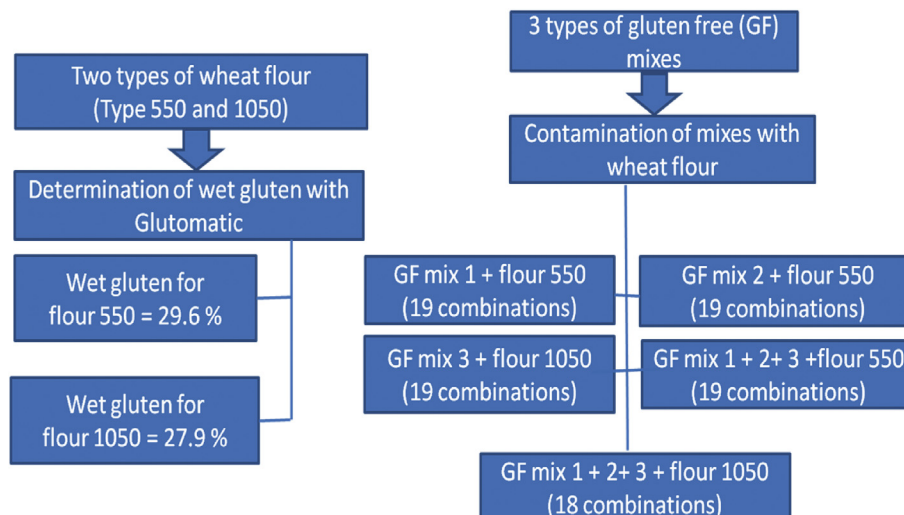 Two types of wheat flour
(Type 550 and 1050)
Determination of wet gluten with
Glutomatic
Wet gluten for
flour 550 = 29.6 %
Wet gluten for
flour 1050 = 27.9 %
3 types of gluten free (GF)
mixes
Contamination of mixes with
wheat flour
GF mix 1 + flour 550
(19 combinations)
GF mix 2 + flour 550
(19 combinations)
GF mix 3 + flour 1050
(19 combinations)
GF mix 1 + 2+ 3 +flour 550
(19 combinations)
GF mix 1 + 2+ 3 + flour 1050
(18 combinations)